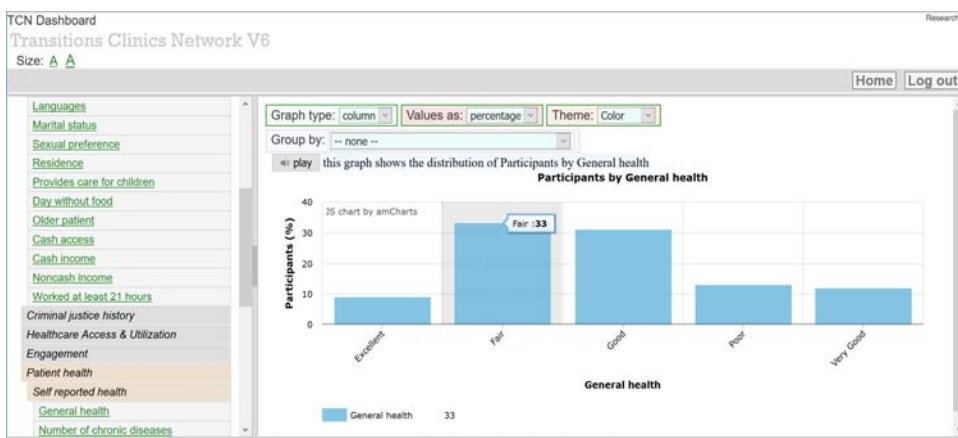 TCN Dashboard
Research
Transitions Clinics Network V6
Size: A A
Home Log out
Languages
Marital status
Sexual preference
Residence
Provides care for children
Day without food
Older patient
Cash access
Cash income
Noncash income
Worked at least 21 hours
Criminal justice history
Healthcare Access & Utilization
Engagement
Patient health
Self reported health
General health
Number of chronic diseases
Graph type: column Values as: percentage Theme: Color
Group by: -- none --
play this graph shows the distribution of Participants by General health
Participants by General health
JS chart by amCharts
Participants (%)
40
30
20
10
0
Fair :33
Excellent
Fair
Good
Poor
Very Good
General health
General health 33